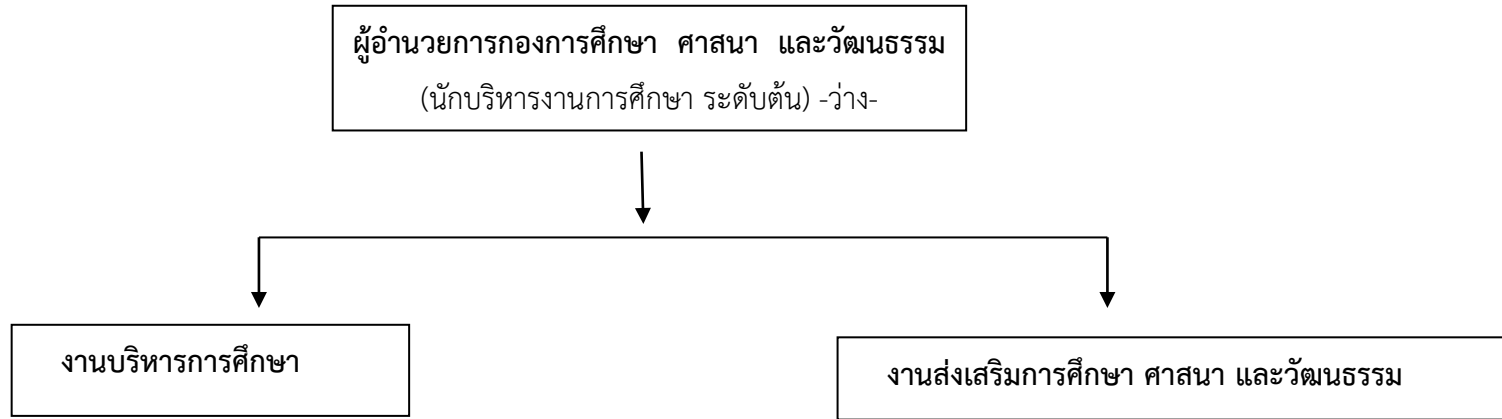 ผู้อำนวยการกองการศึกษา ศาสนา และวัฒนธรรม
(นักบริหารงานการศึกษา ระดับต้น) -ว่าง-
งานบริหารการศึกษา
งานส่งเสริมการศึกษา ศาสนา และวัฒนธรรม